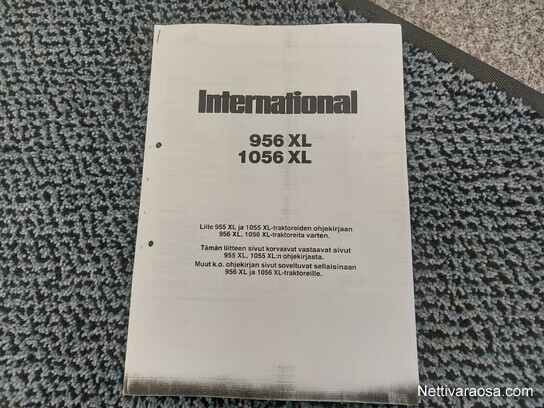 International
956 XL
1056 XL
Liite 955 XL ja 1055 XL-traktoreiden ohjekirjaan
956 XL, 1056 XL-traktoreita varten.
Tämän liitteen sivut korvaavat vastaavat sivut
955 XL, 1055 XL:n ohjekirjasta.
Muut k.o. ohjekirjan sivut soveltuvat sellaisinaan
956 XL ja 1056 XL-traktoreille.
Nettivaraosa.com